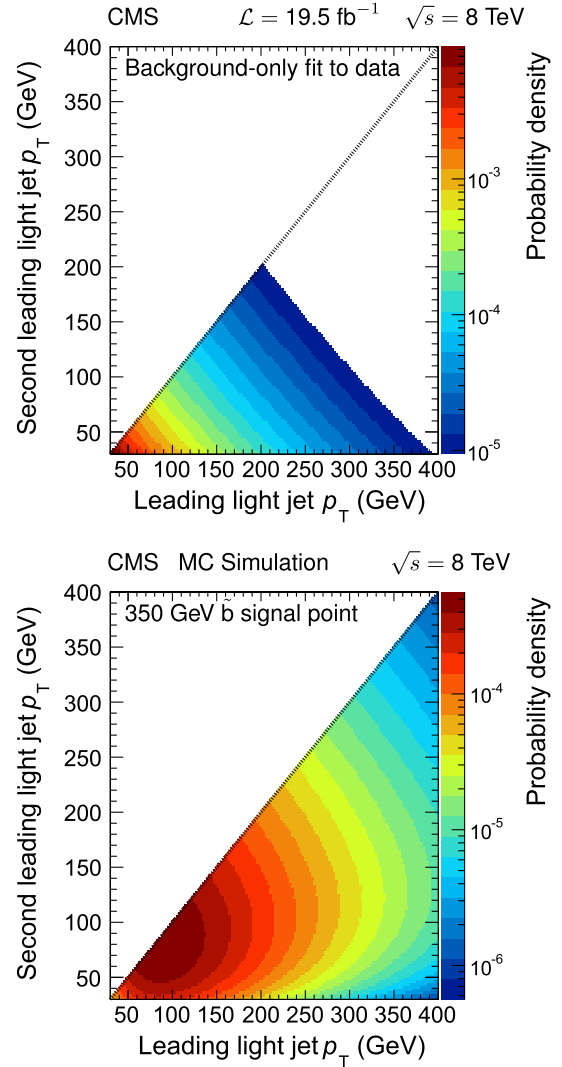 CMS ℒ = 19.5 fb⁻¹ √s = 8 TeV
Background-only fit to data
Second leading light jet p_T (GeV)
400
350
300
250
200
150
100
50
50 100 150 200 250 300 350 400
Leading light jet p_T (GeV)
10⁻³
10⁻⁴
10⁻⁵
Probability density
CMS MC Simulation √s = 8 TeV
350 GeV b̃ signal point
Second leading light jet p_T (GeV)
400
350
300
250
200
150
100
50
50 100 150 200 250 300 350 400
Leading light jet p_T (GeV)
10⁻⁴
10⁻⁵
10⁻⁶
Probability density